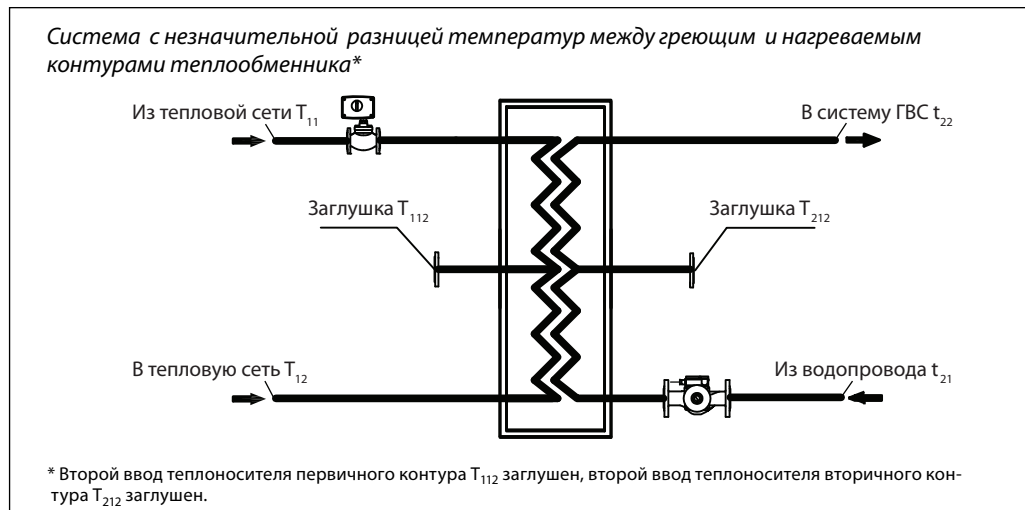 Система с незначительной разницей температур между греющим и нагреваемым
контурами теплообменника*
Из тепловой сети T₁₁
В систему ГВС t₂₂
Заглушка T₁₁₂
Заглушка T₂₁₂
В тепловую сеть T₁₂
Из водопровода t₂₁
* Второй ввод теплоносителя первичного контура T₁₁₂ заглушен, второй ввод теплоносителя вторичного кон-
тура T₂₁₂ заглушен.